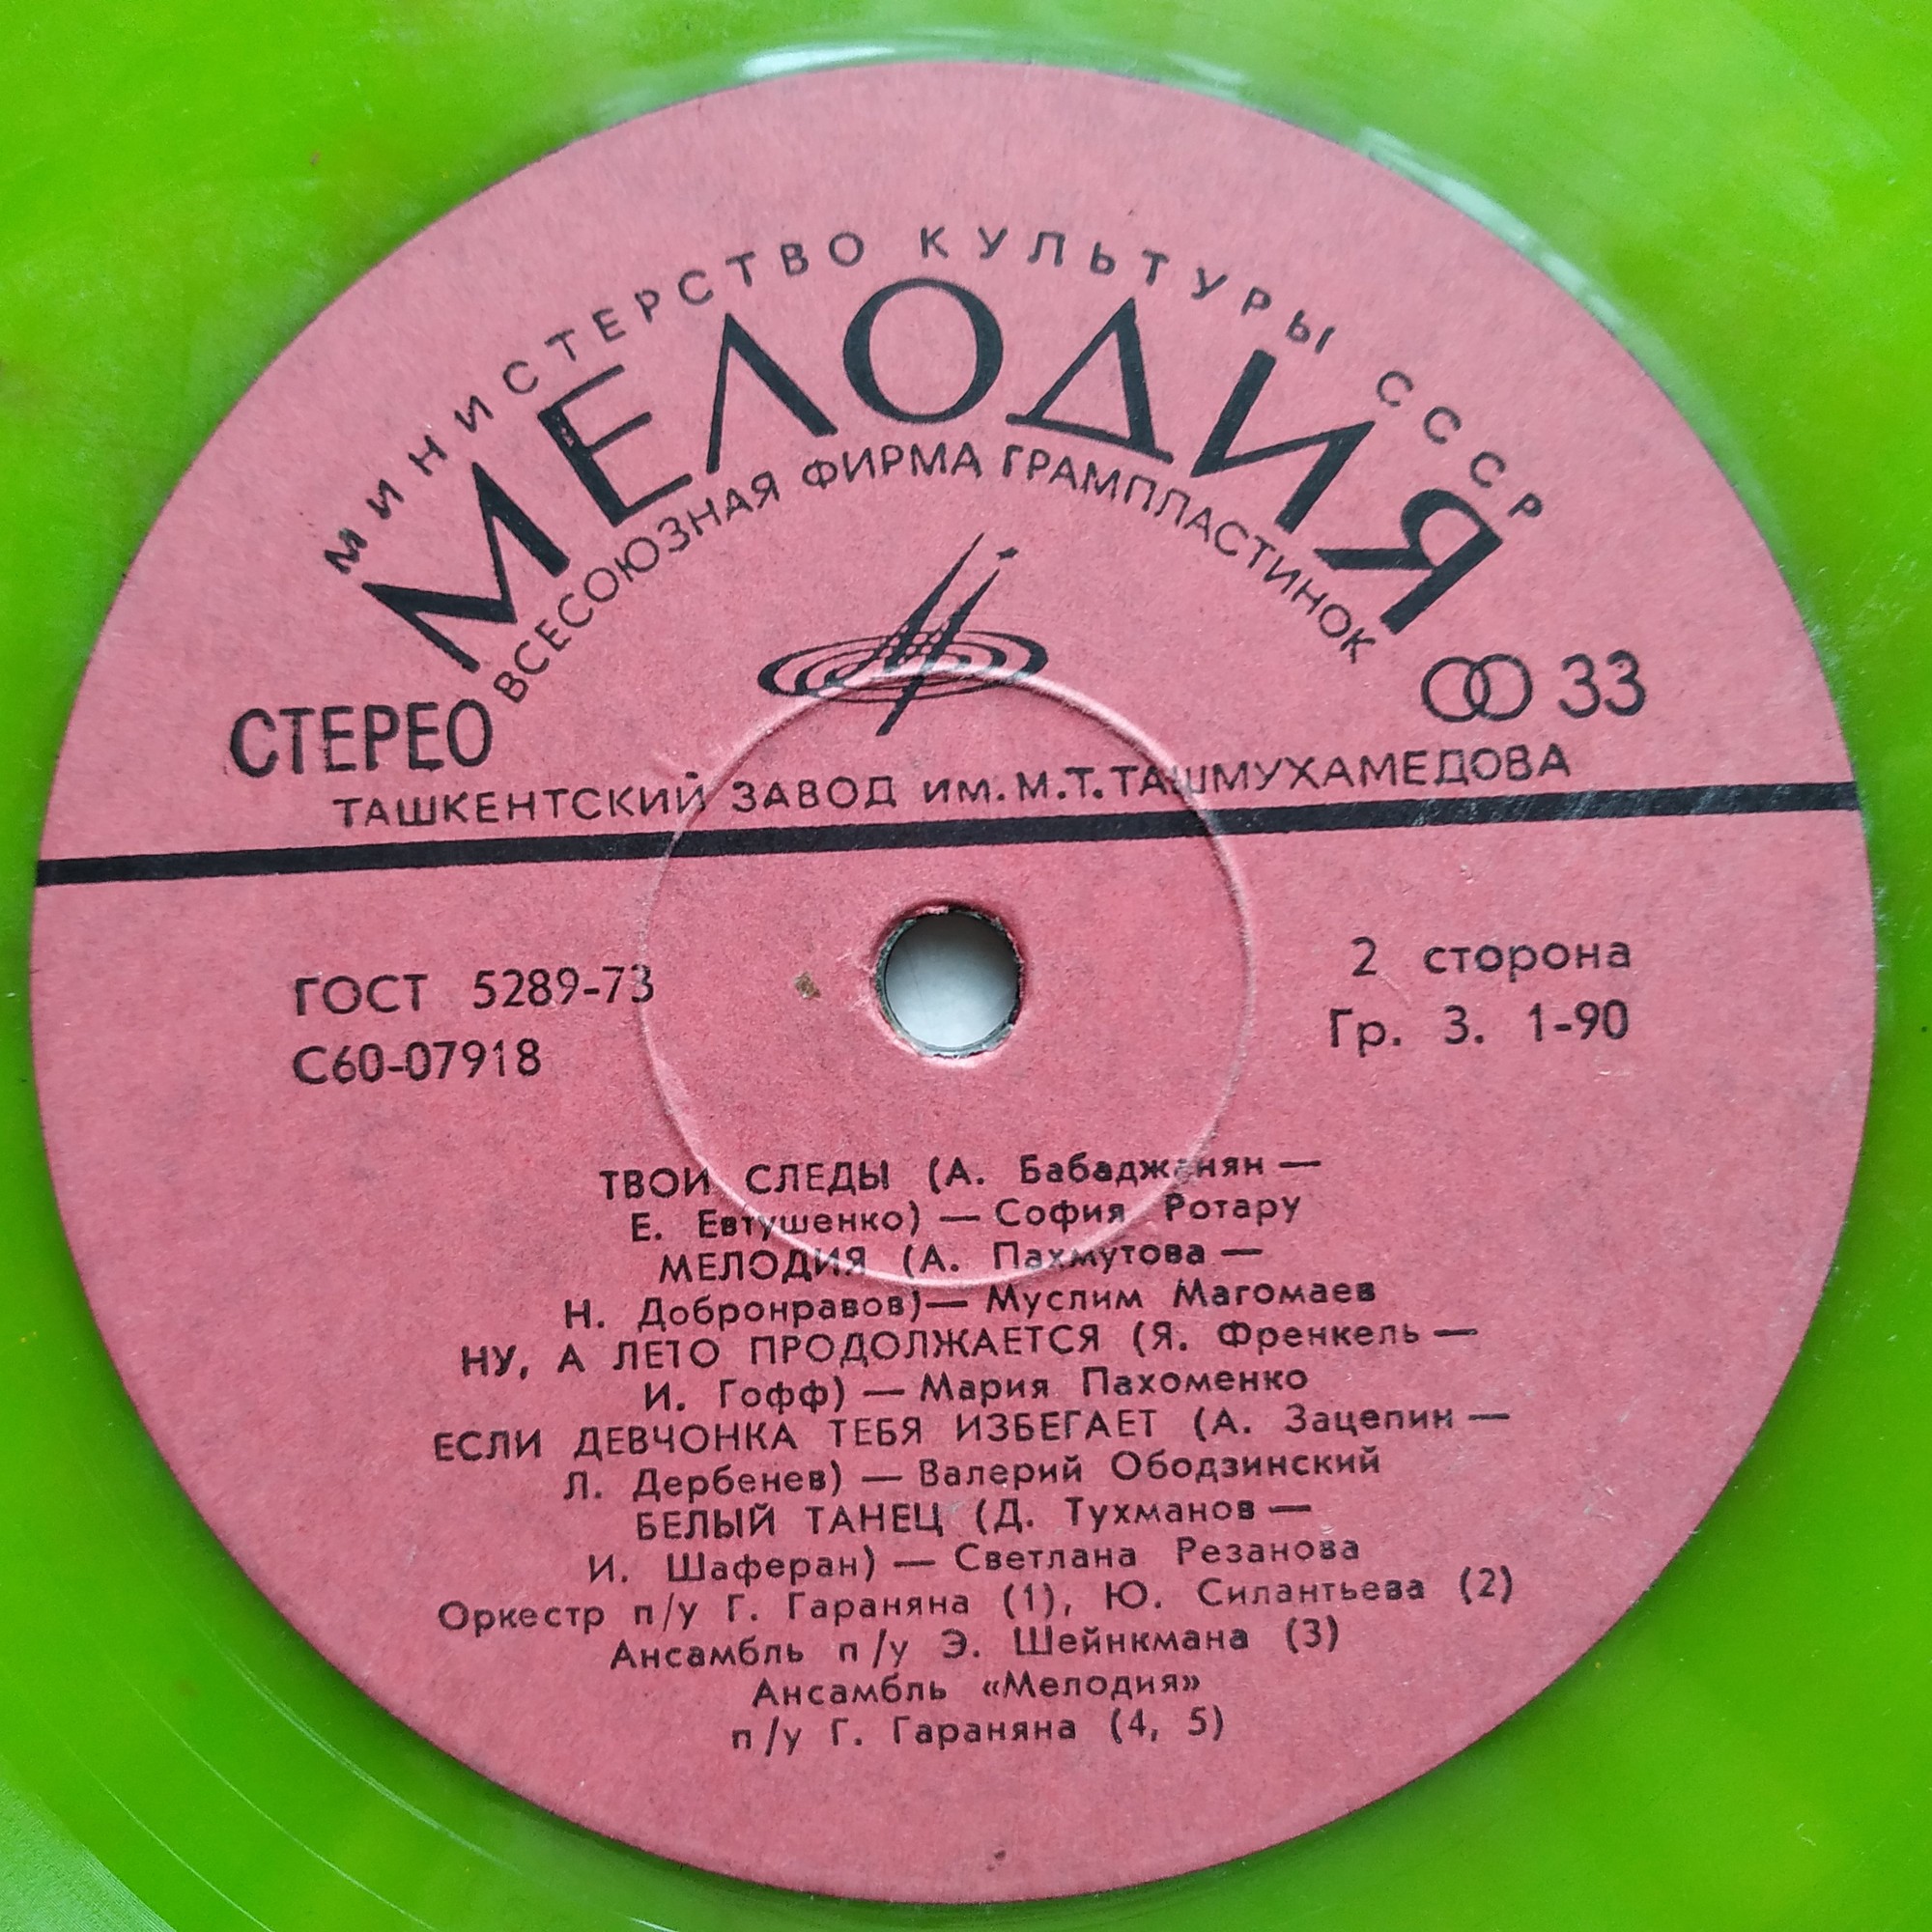 МИНИСТЕРСТВО КУЛЬТУРЫ СССР
МЕЛОДИЯ
ВСЕСОЮЗНАЯ ФИРМА ГРАМПЛАСТИНОК
СТЕРЕО 33
ТАШКЕНТСКИЙ ЗАВОД ИМ. М.Т. ТАШМУХАМЕДОВА
ГОСТ 5289-73 2 сторона
С60-07918 Гр. 3. 1-90
ТВОИ СЛЕДЫ (А. Бабаджанян —
Е. Евтушенко) — София Ротару
МЕЛОДИЯ (А. Пахмутова —
Н. Добронравов) — Муслим Магомаев
НУ, А ЛЕТО ПРОДОЛЖАЕТСЯ (Я. Френкель —
И. Гофф) — Мария Пахоменко
ЕСЛИ ДЕВЧОНКА ТЕБЯ ИЗБЕГАЕТ (А. Зацепин —
Л. Дербенев) — Валерий Ободзинский
БЕЛЫЙ ТАНЕЦ (Д. Тухманов —
И. Шаферан) — Светлана Резанова
Оркестр п/у Г. Гараняна (1), Ю. Силантьева (2)
Ансамбль п/у Э. Шейнкмана (3)
Ансамбль «Мелодия»
п/у Г. Гараняна (4, 5)